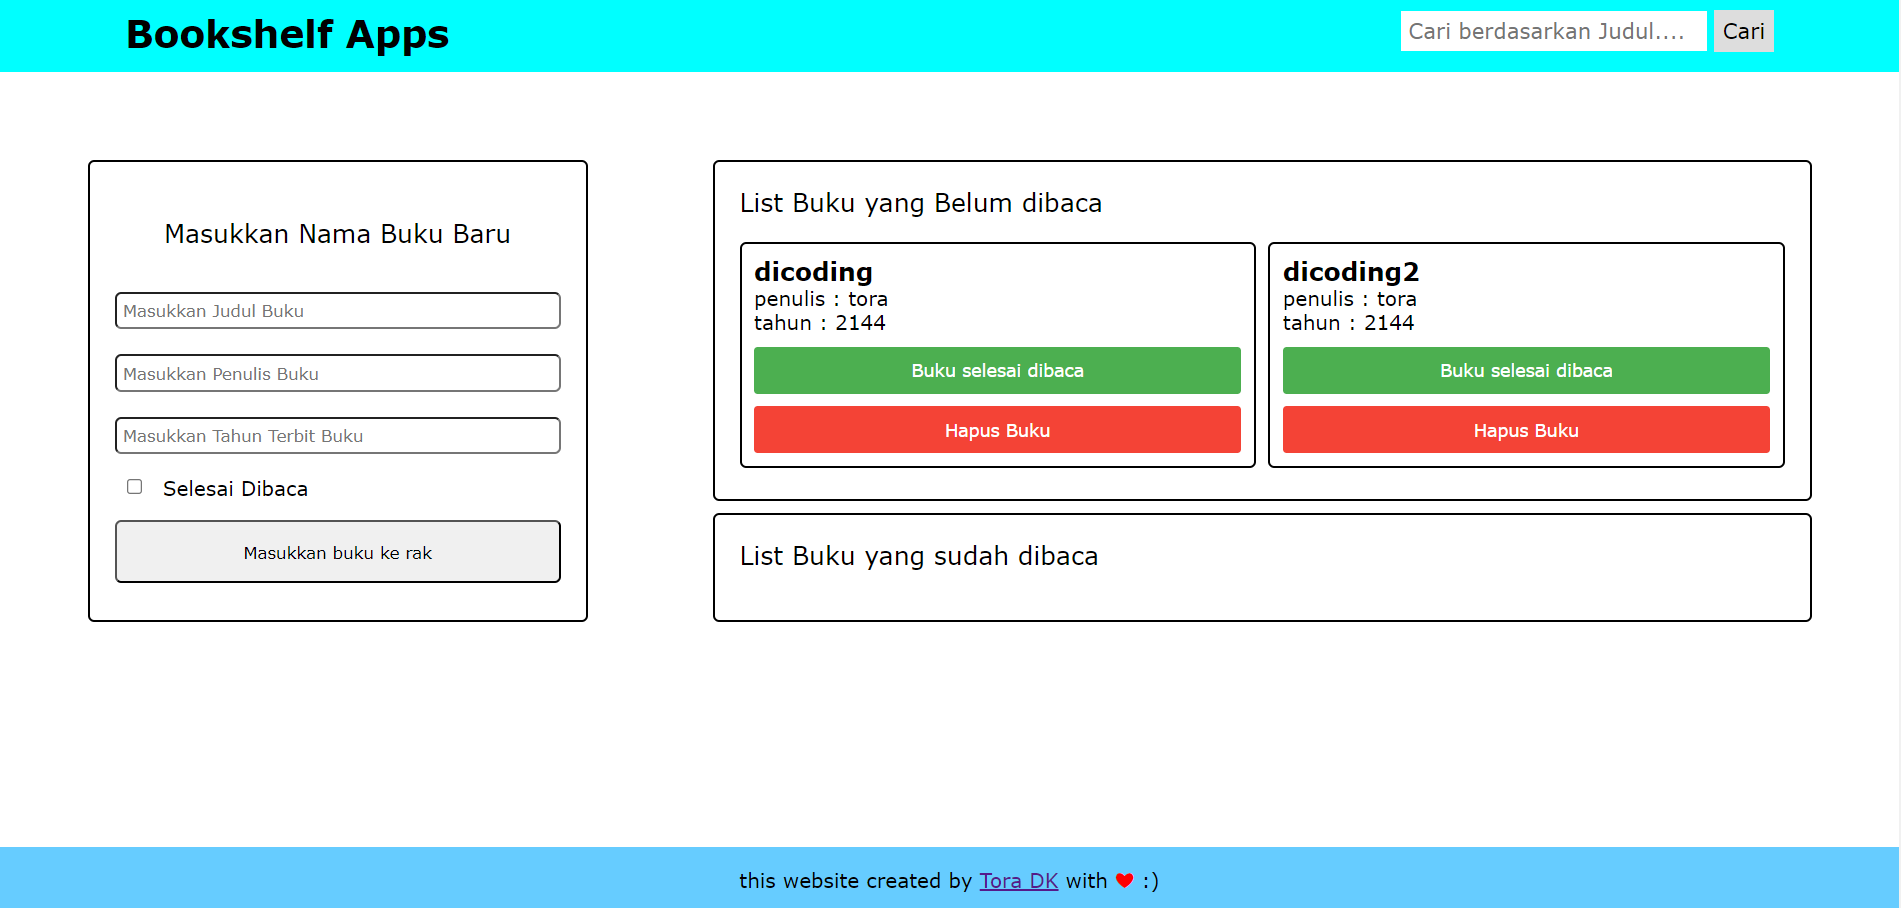 Bookshelf Apps
Cari berdasarkan Judul....
Cari
Masukkan Nama Buku Baru
Masukkan Judul Buku
Masukkan Penulis Buku
Masukkan Tahun Terbit Buku
Selesai Dibaca
Masukkan buku ke rak
List Buku yang Belum dibaca
dicoding
penulis : tora
tahun : 2144
Buku selesai dibaca
Hapus Buku
dicoding2
penulis : tora
tahun : 2144
Buku selesai dibaca
Hapus Buku
List Buku yang sudah dibaca
this website created by Tora DK with ❤ :)